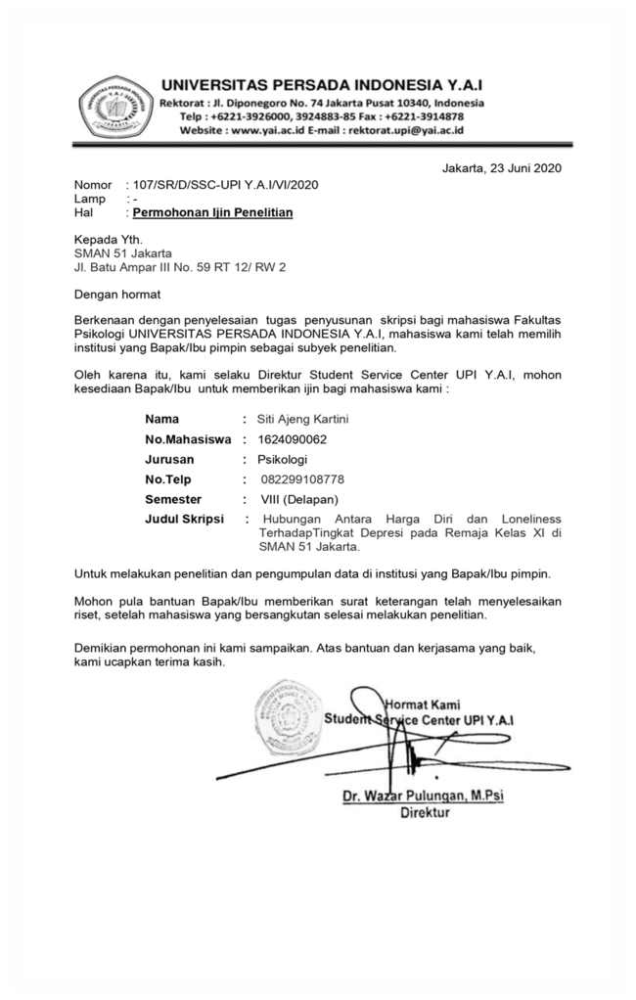 UNIVERSITAS PERSADA INDONESIA Y.A.I
Rektorat : Jl. Diponegoro No. 74 Jakarta Pusat 10340, Indonesia
Telp : +6221-3926000, 3924883-85 Fax : +6221-3914878
Website : www.yai.ac.id E-mail : rektorat.upi@yai.ac.id
Jakarta, 23 Juni 2020
Nomor : 107/SR/D/SSC-UPI Y.A.I/VI/2020
Lamp : -
Hal : Permohonan Ijin Penelitian
Kepada Yth.
SMAN 51 Jakarta
Jl. Batu Ampar III No. 59 RT 12/ RW 2
Dengan hormat
Berkenaan dengan penyelesaian tugas penyusunan skripsi bagi mahasiswa Fakultas
Psikologi UNIVERSITAS PERSADA INDONESIA Y.A.I, mahasiswa kami telah memilih
institusi yang Bapak/Ibu pimpin sebagai subyek penelitian.
Oleh karena itu, kami selaku Direktur Student Service Center UPI Y.A.I, mohon
kesediaan Bapak/Ibu untuk memberikan ijin bagi mahasiswa kami :
Nama : Siti Ajeng Kartini
No.Mahasiswa : 1624090062
Jurusan : Psikologi
No.Telp : 082299108778
Semester : VIII (Delapan)
Judul Skripsi : Hubungan Antara Harga Diri dan Loneliness
TerhadapTingkat Depresi pada Remaja Kelas XI di
SMAN 51 Jakarta.
Untuk melakukan penelitian dan pengumpulan data di institusi yang Bapak/Ibu pimpin.
Mohon pula bantuan Bapak/Ibu memberikan surat keterangan telah menyelesaikan
riset, setelah mahasiswa yang bersangkutan selesai melakukan penelitian.
Demikian permohonan ini kami sampaikan. Atas bantuan dan kerjasama yang baik,
kami ucapkan terima kasih.
Hormat Kami
Student Service Center UPI Y.A.I
Dr. Wazar Pulungan, M.Psi
Direktur